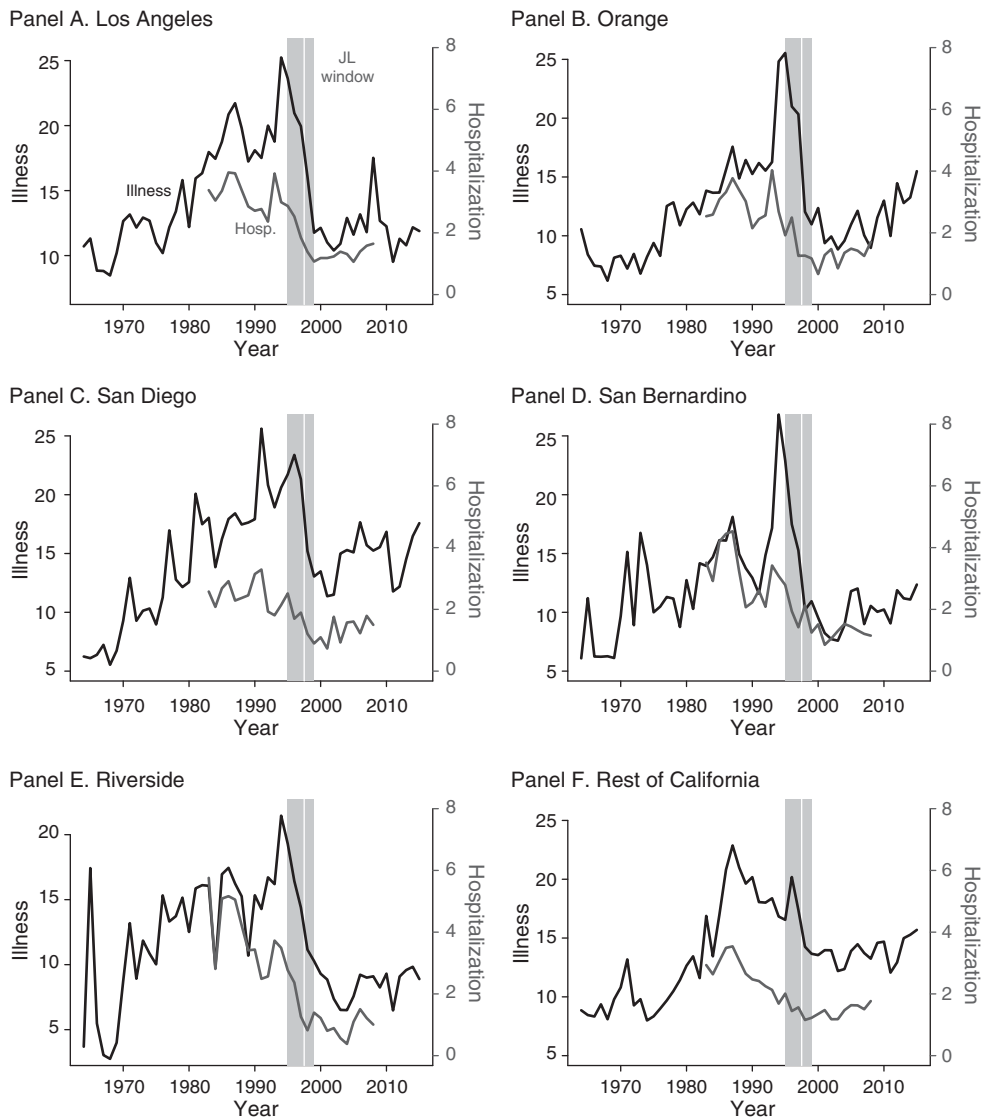 Panel A. Los Angeles
8
25
JL
window
6
20
Illness
Hospitalization
4
15
Illness
2
Hosp.
10
0
1970 1980 1990 2000 2010
Year
Panel B. Orange
8
25
6
20
Illness
Hospitalization
4
15
2
10
5
0
1970 1980 1990 2000 2010
Year
Panel C. San Diego
8
25
6
20
Illness
Hospitalization
15
4
10
2
5
0
1970 1980 1990 2000 2010
Year
Panel D. San Bernardino
8
25
6
20
Illness
Hospitalization
15
4
10
2
5
0
1970 1980 1990 2000 2010
Year
Panel E. Riverside
8
20
6
15
Illness
Hospitalization
4
10
2
5
0
1970 1980 1990 2000 2010
Year
Panel F. Rest of California
8
25
6
20
Illness
Hospitalization
15
4
10
2
5
0
1970 1980 1990 2000 2010
Year